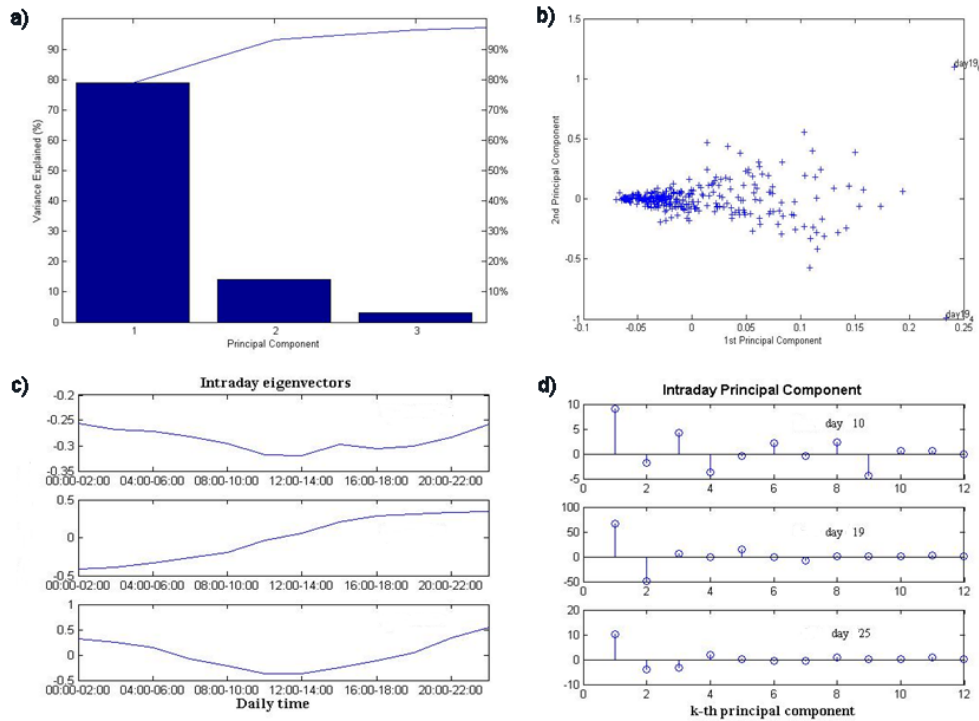 a)
90
80
70
60
50
40
30
20
10
0
Variance Explained (%)
90%
80%
70%
60%
50%
40%
30%
20%
10%
1 2 3
Principal Component
b)
1.5
1
0.5
0
-0.5
-1
2nd Principal Component
day19
day19 4
-0.1 -0.05 0 0.05 0.1 0.15 0.2 0.25
1st Principal Component
c)
Intraday eigenvectors
-0.2
-0.25
-0.3
-0.35
00:00-02:00 04:00-06:00 08:00-10:00 12:00-14:00 16:00-18:00 20:00-22:00
0.5
0
-0.5
00:00-02:00 04:00-06:00 08:00-10:00 12:00-14:00 16:00-18:00 20:00-22:00
1
0.5
0
-0.5
00:00-02:00 04:00-06:00 08:00-10:00 12:00-14:00 16:00-18:00 20:00-22:00
Daily time
d)
Intraday Principal Component
10
5
0
-5
day 10
0 2 4 6 8 10 12
100
50
0
-50
day 19
0 2 4 6 8 10 12
20
10
0
-10
day 25
0 2 4 6 8 10 12
k-th principal component